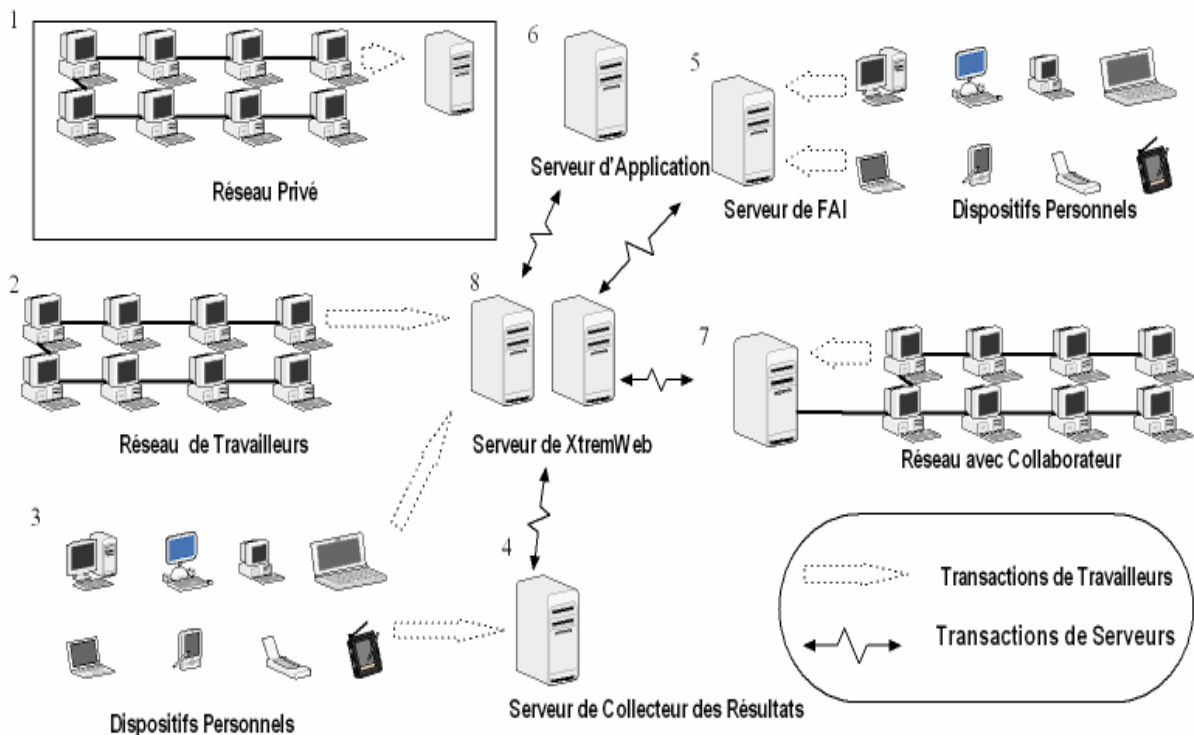 1
Réseau Privé
6
Serveur d'Application
5
Serveur de FAI
Dispositifs Personnels
2
Réseau de Travailleurs
8
Serveur de XtremWeb
7
Réseau avec Collaborateur
3
Dispositifs Personnels
4
Serveur de Collecteur des Résultats
Transactions de Travailleurs
Transactions de Serveurs